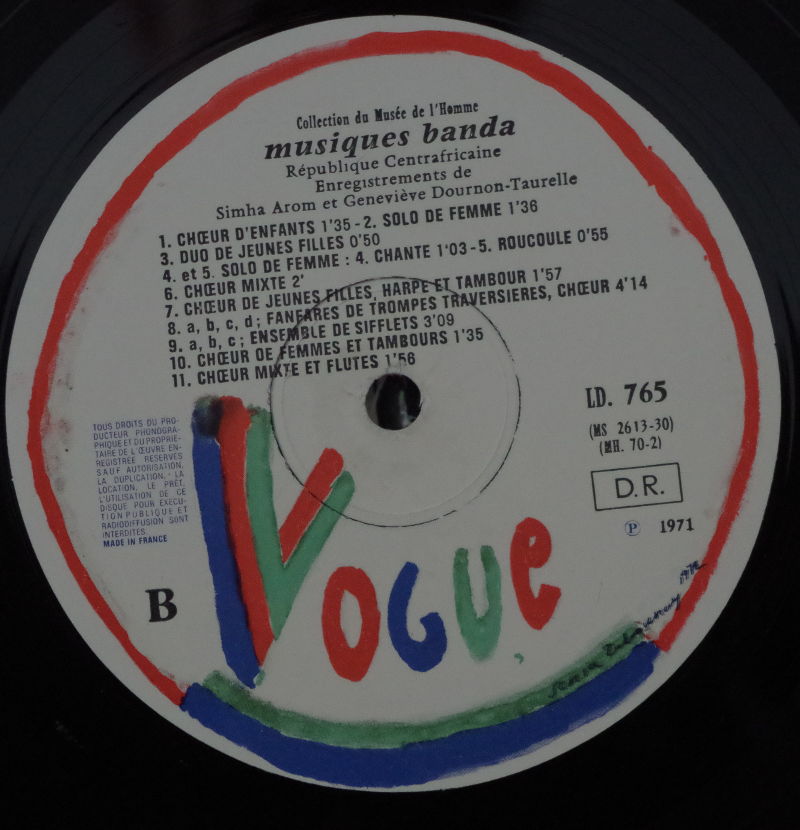 Collection du Musée de l'Homme
musiques banda
République Centrafricaine
Enregistrements de
Simha Arom et Geneviève Dournon-Taurelle
1. CHŒUR D'ENFANTS 1'35 - 2. SOLO DE FEMME 1'36
3. DUO DE JEUNES FILLES 0'50
4. et 5. SOLO DE FEMME : 4. CHANTE 1'03 - 5. ROUCOULE 0'55
6. CHŒUR MIXTE 2'
7. CHŒUR DE JEUNES FILLES, HARPE ET TAMBOUR 1'57
8. a, b, c, d ; FANFARES DE TROMPES TRAVERSIERES, CHŒUR 4'14
9. a, b, c ; ENSEMBLE DE SIFFLETS 3'09
10. CHŒUR DE FEMMES ET TAMBOURS 1'35
11. CHŒUR MIXTE ET FLUTES 1'56
LD. 765
(MS 2613-30)
(MH. 70-2)
D.R.
℗ 1971
TOUS DROITS DU PRO-
DUCTEUR PHONOGRA-
PHIQUE ET DU PROPRIE-
TAIRE DE L'ŒUVRE EN-
REGISTREE RESERVES
SAUF AUTORISATION,
LA DUPLICATION, - LA
LOCATION, LE PRÊT,
L'UTILISATION DE CE
DISQUE POUR EXECU-
TION PUBLIQUE ET
RADIODIFFUSION SONT
INTERDITES.
MADE IN FRANCE
B
VOGUE
1972